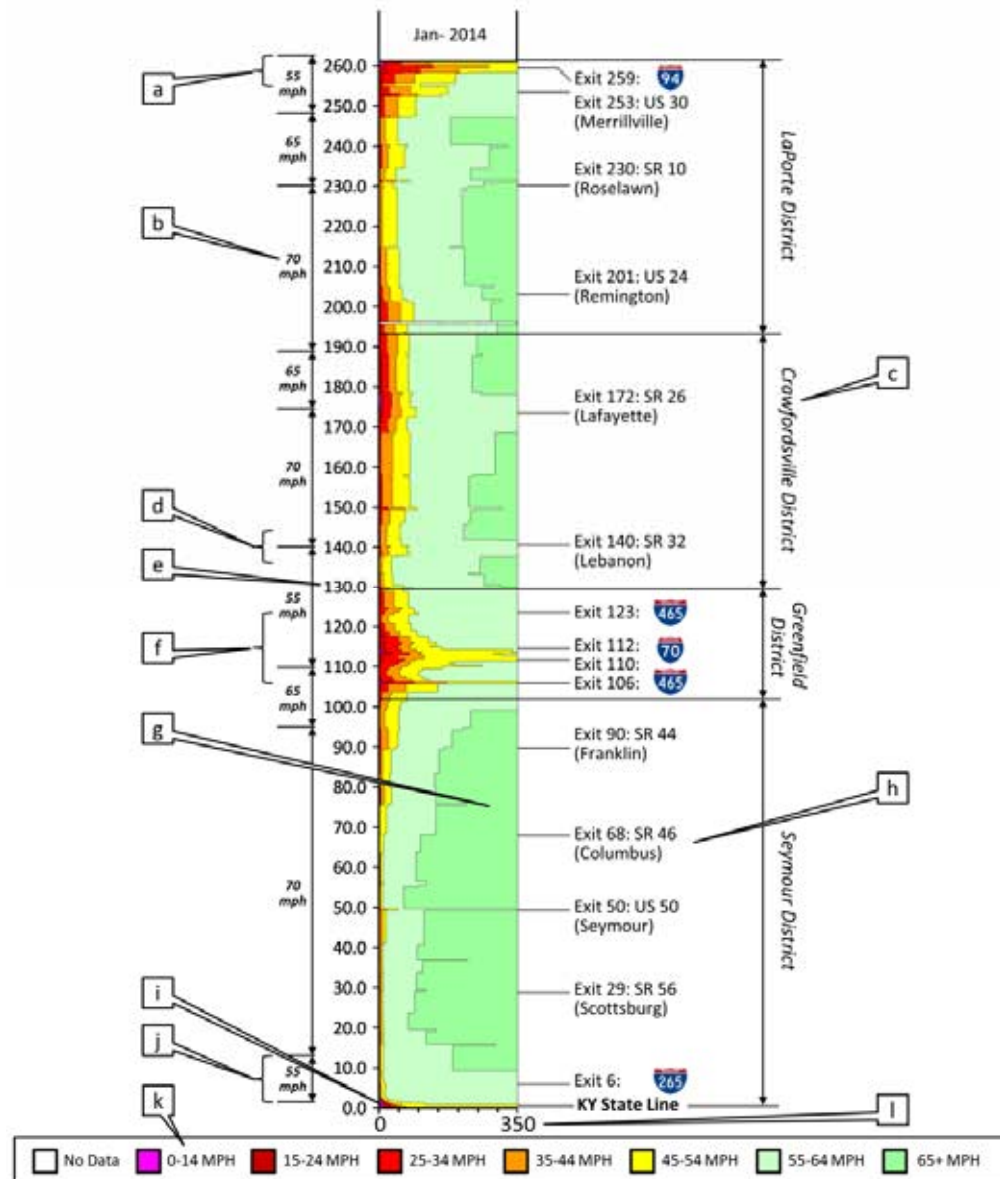 Jan- 2014
260.0
250.0
240.0
230.0
220.0
210.0
200.0
190.0
180.0
170.0
160.0
150.0
140.0
130.0
120.0
110.0
100.0
90.0
80.0
70.0
60.0
50.0
40.0
30.0
20.0
10.0
0.0
0
350
55
mph
65
mph
70
mph
65
mph
70
mph
55
mph
65
mph
70
mph
55
mph
a
b
d
e
f
g
i
j
k
Exit 259: 94
Exit 253: US 30
(Merrillville)
Exit 230: SR 10
(Roselawn)
Exit 201: US 24
(Remington)
Exit 172: SR 26
(Lafayette)
Exit 140: SR 32
(Lebanon)
Exit 123: 465
Exit 112: 70
Exit 110:
Exit 106: 465
Exit 90: SR 44
(Franklin)
Exit 68: SR 46
(Columbus)
Exit 50: US 50
(Seymour)
Exit 29: SR 56
(Scottsburg)
Exit 6: 265
KY State Line
LaPorte District
Crawfordsville District
Greenfield
District
Seymour District
c
h
l
No Data
0-14 MPH
15-24 MPH
25-34 MPH
35-44 MPH
45-54 MPH
55-64 MPH
65+ MPH